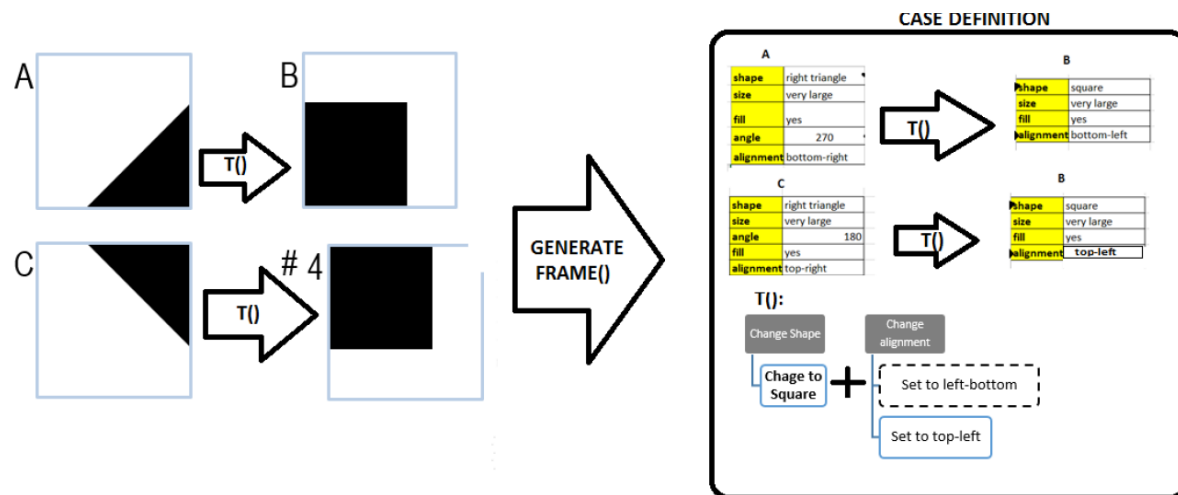 CASE DEFINITION
A
B
T()
C
# 4
T()
GENERATE
FRAME()
A
shape right triangle
size very large
fill yes
angle 270
alignment bottom-right
T()
B
shape square
size very large
fill yes
alignment bottom-left
C
shape right triangle
size very large
angle 180
fill yes
alignment top-right
T()
B
shape square
size very large
fill yes
alignment top-left
T():
Change Shape
Chage to
Square
Change
alignment
Set to left-bottom
Set to top-left